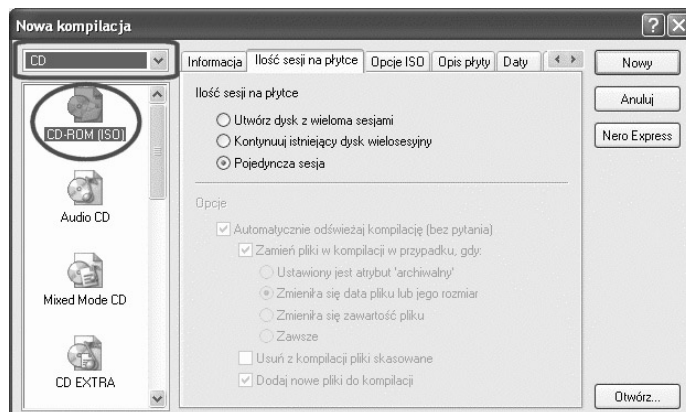 Nowa kompilacja
CD
CD-ROM (ISO)
Audio CD
Mixed Mode CD
CD EXTRA
Informacja
Ilość sesji na płytce
Opcje ISO
Opis płyty
Daty
Ilość sesji na płytce
Utwórz dysk z wieloma sesjami
Kontynuuj istniejący dysk wielosesyjny
Pojedyncza sesja
Opcje
Automatycznie odświeżaj kompilację (bez pytania)
Zamień pliki w kompilacji w przypadku, gdy:
Ustawiony jest atrybut 'archiwalny'
Zmieniła się data pliku lub jego rozmiar
Zmieniła się zawartość pliku
Zawsze
Usuń z kompilacji pliki skasowane
Dodaj nowe pliki do kompilacji
Nowy
Anuluj
Nero Express
Otwórz...